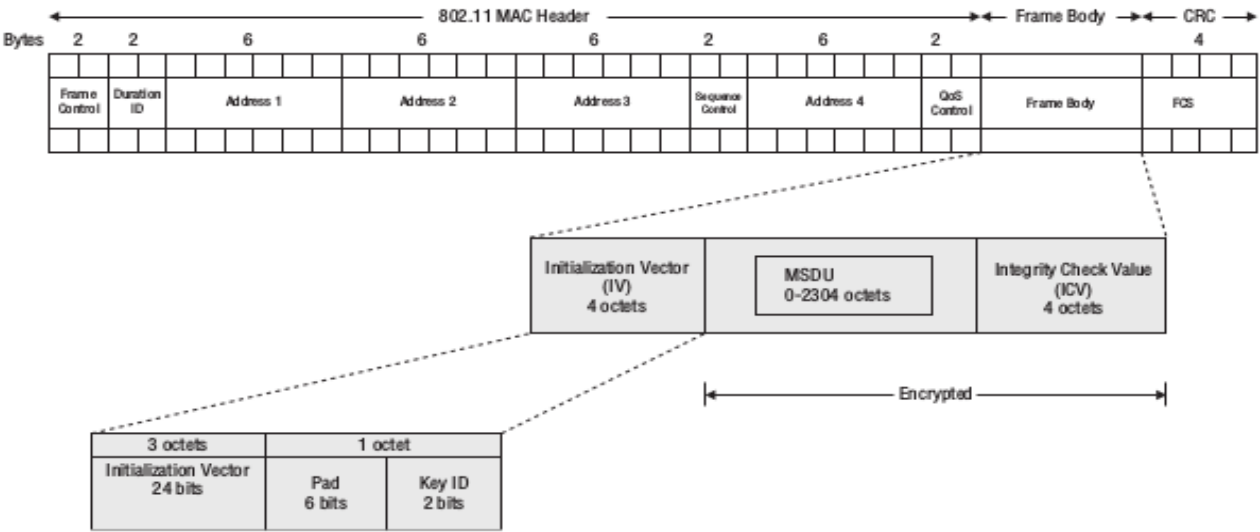 802.11 MAC Header Frame Body CRC
Bytes 2 2 6 6 6 2 6 2 4
Frame Control Duration ID Address 1 Address 2 Address 3 Sequence Control Address 4 QoS Control Frame Body FCS
Initialization Vector
(IV)
4 octets
MSDU
0-2304 octets
Integrity Check Value
(ICV)
4 octets
Encrypted
3 octets 1 octet
Initialization Vector
24 bits
Pad
6 bits
Key ID
2 bits